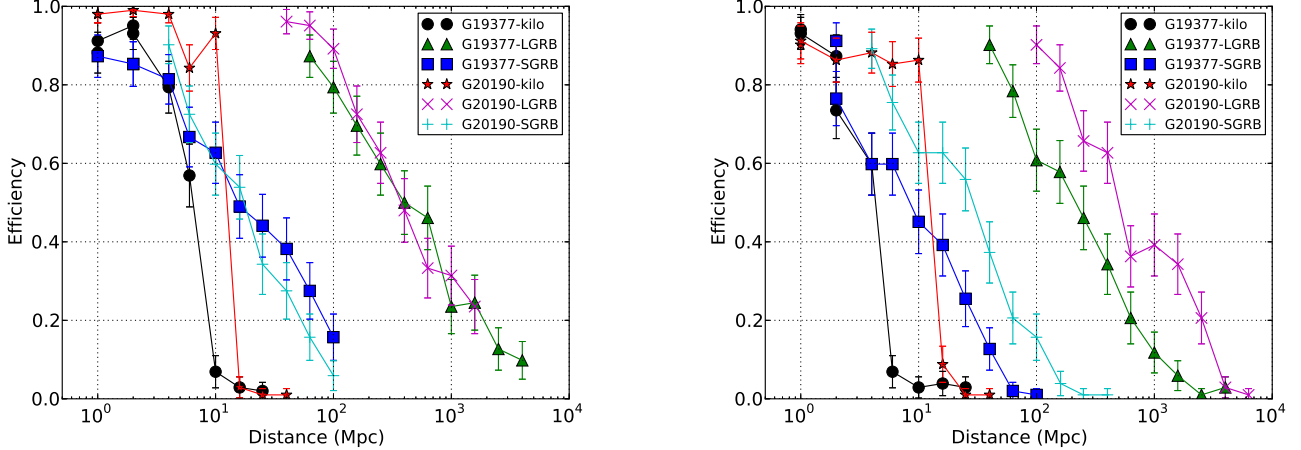 1.0
0.8
0.6
0.4
0.2
0.0
Efficiency
10^0
10^1
10^2
10^3
10^4
Distance (Mpc)
G19377-kilo
G19377-LGRB
G19377-SGRB
G20190-kilo
G20190-LGRB
G20190-SGRB
1.0
0.8
0.6
0.4
0.2
0.0
Efficiency
10^0
10^1
10^2
10^3
10^4
Distance (Mpc)
G19377-kilo
G19377-LGRB
G19377-SGRB
G20190-kilo
G20190-LGRB
G20190-SGRB